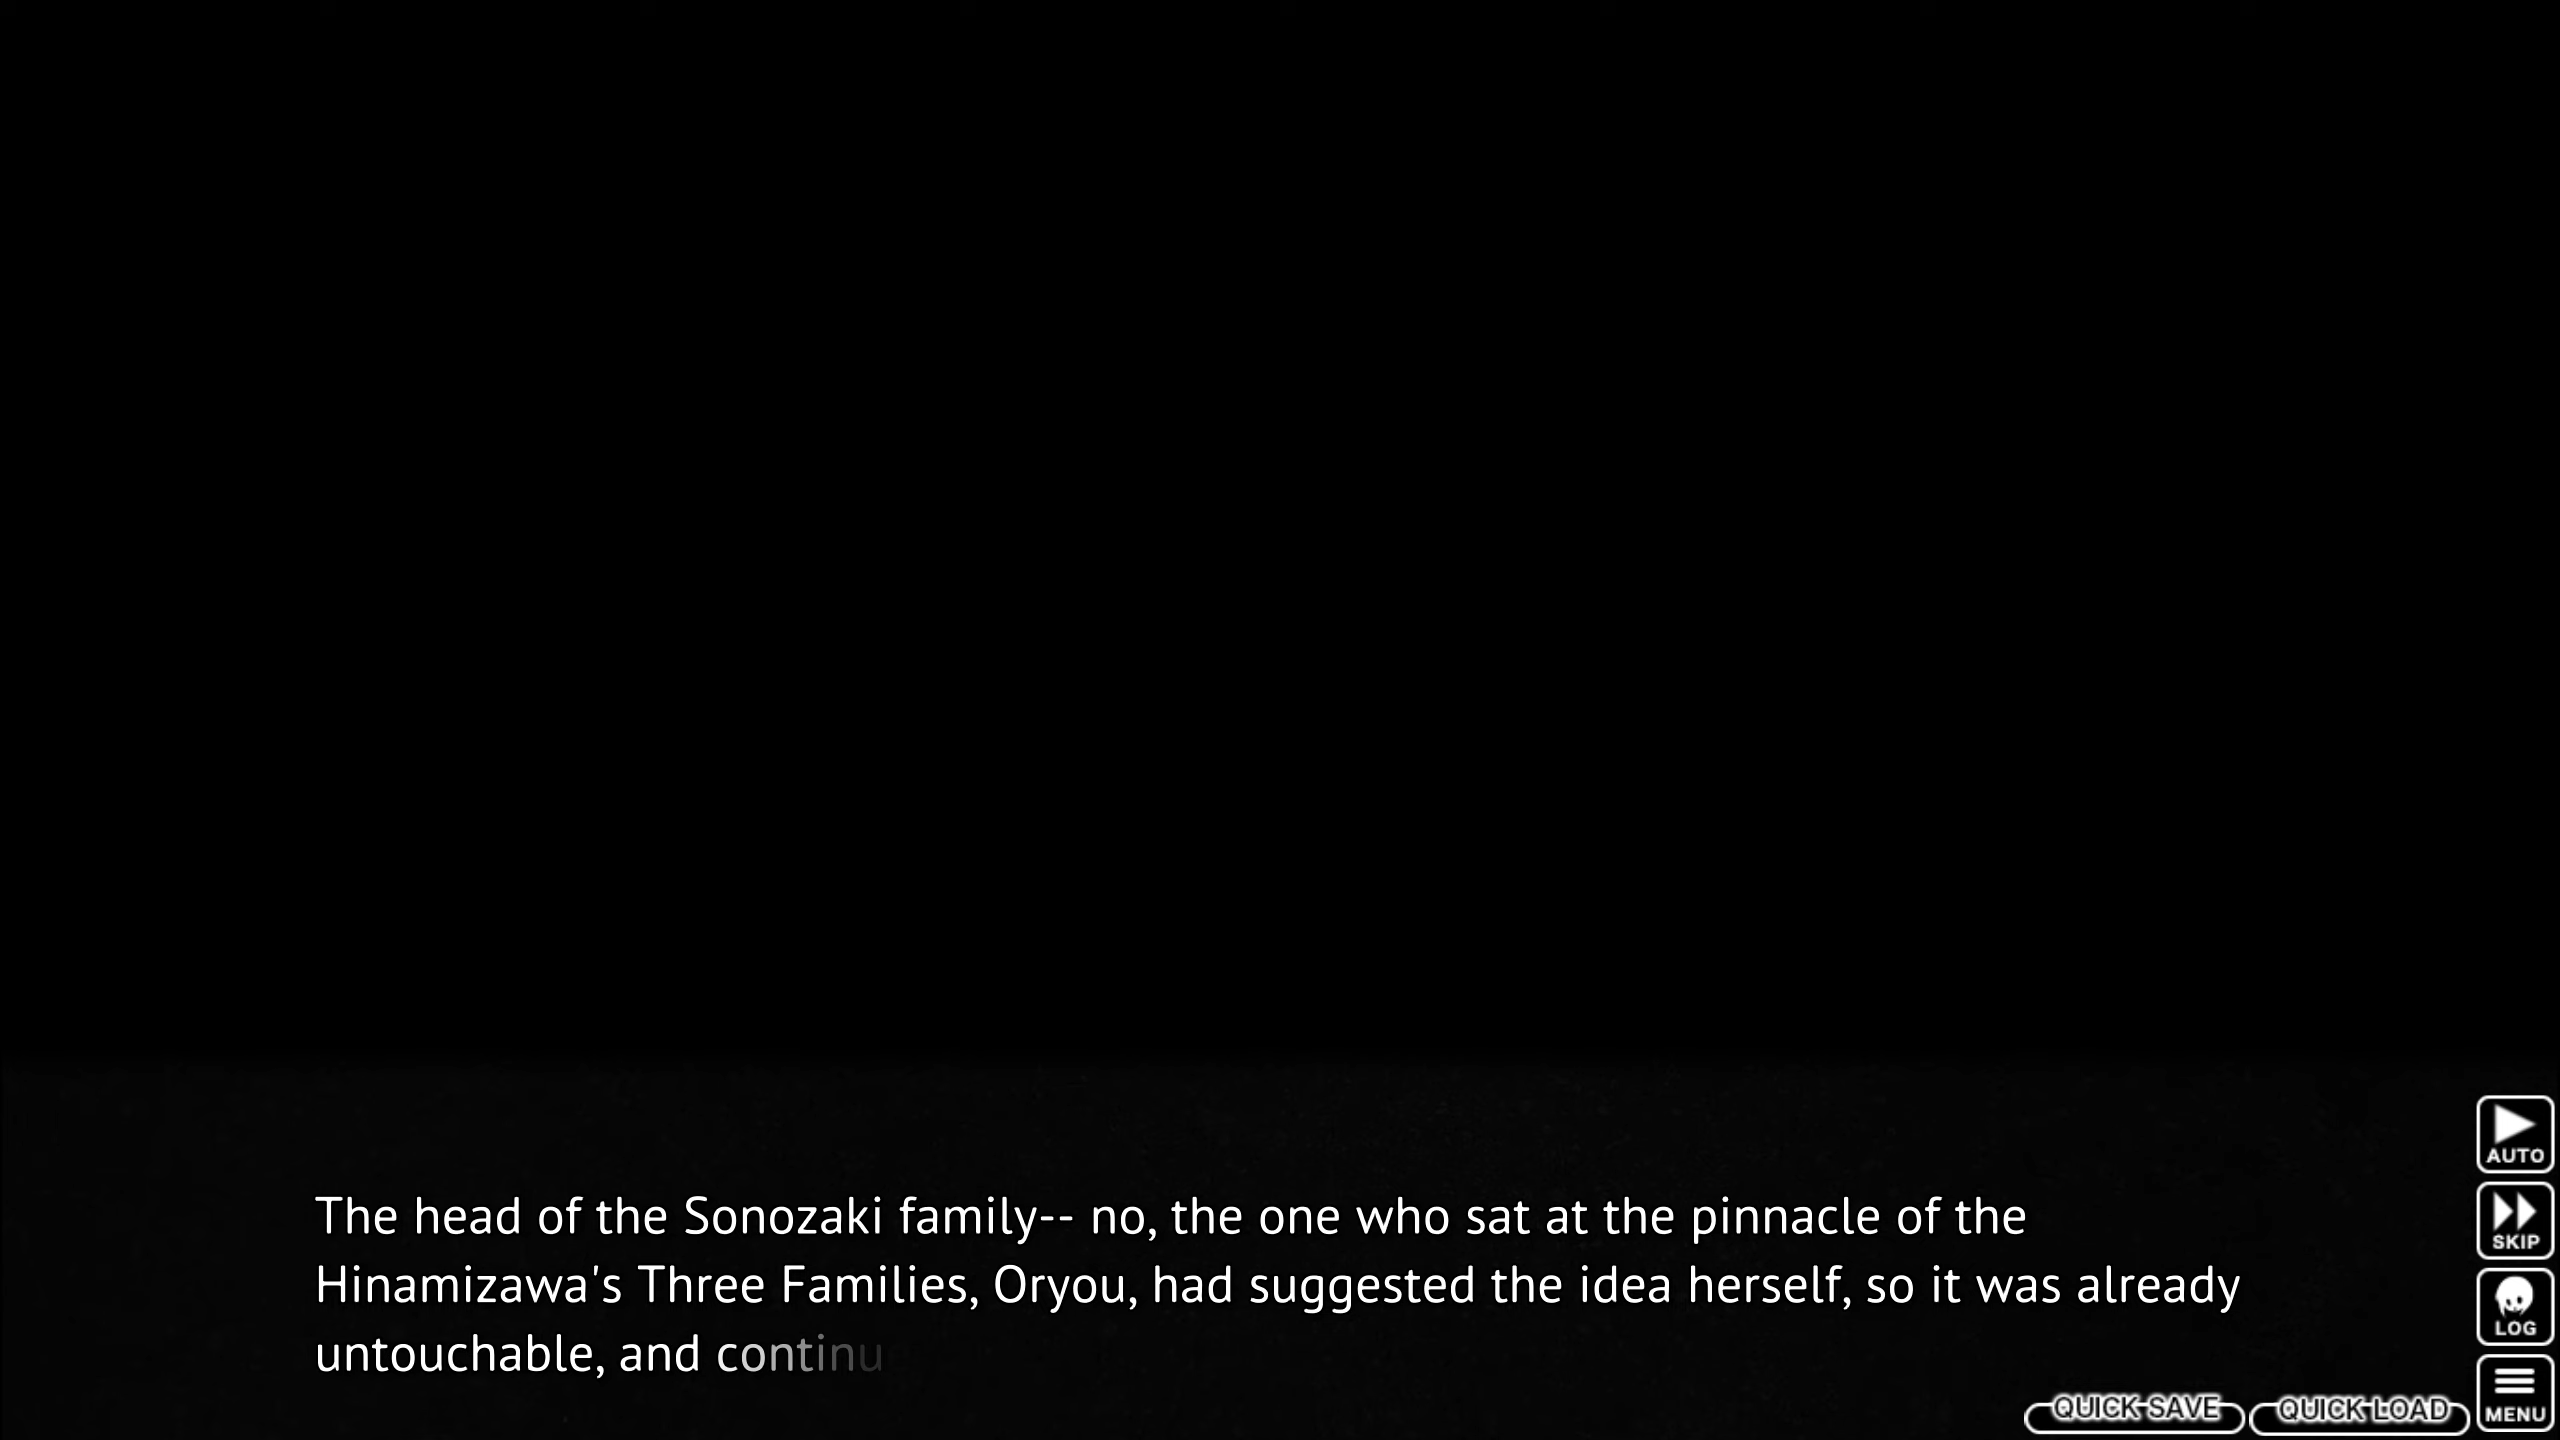 The head of the Sonozaki family-- no, the one who sat at the pinnacle of the
Hinamizawa's Three Families, Oryou, had suggested the idea herself, so it was already
untouchable, and continu
AUTO
SKIP
LOG
MENU
QUICK SAVE
QUICK LOAD